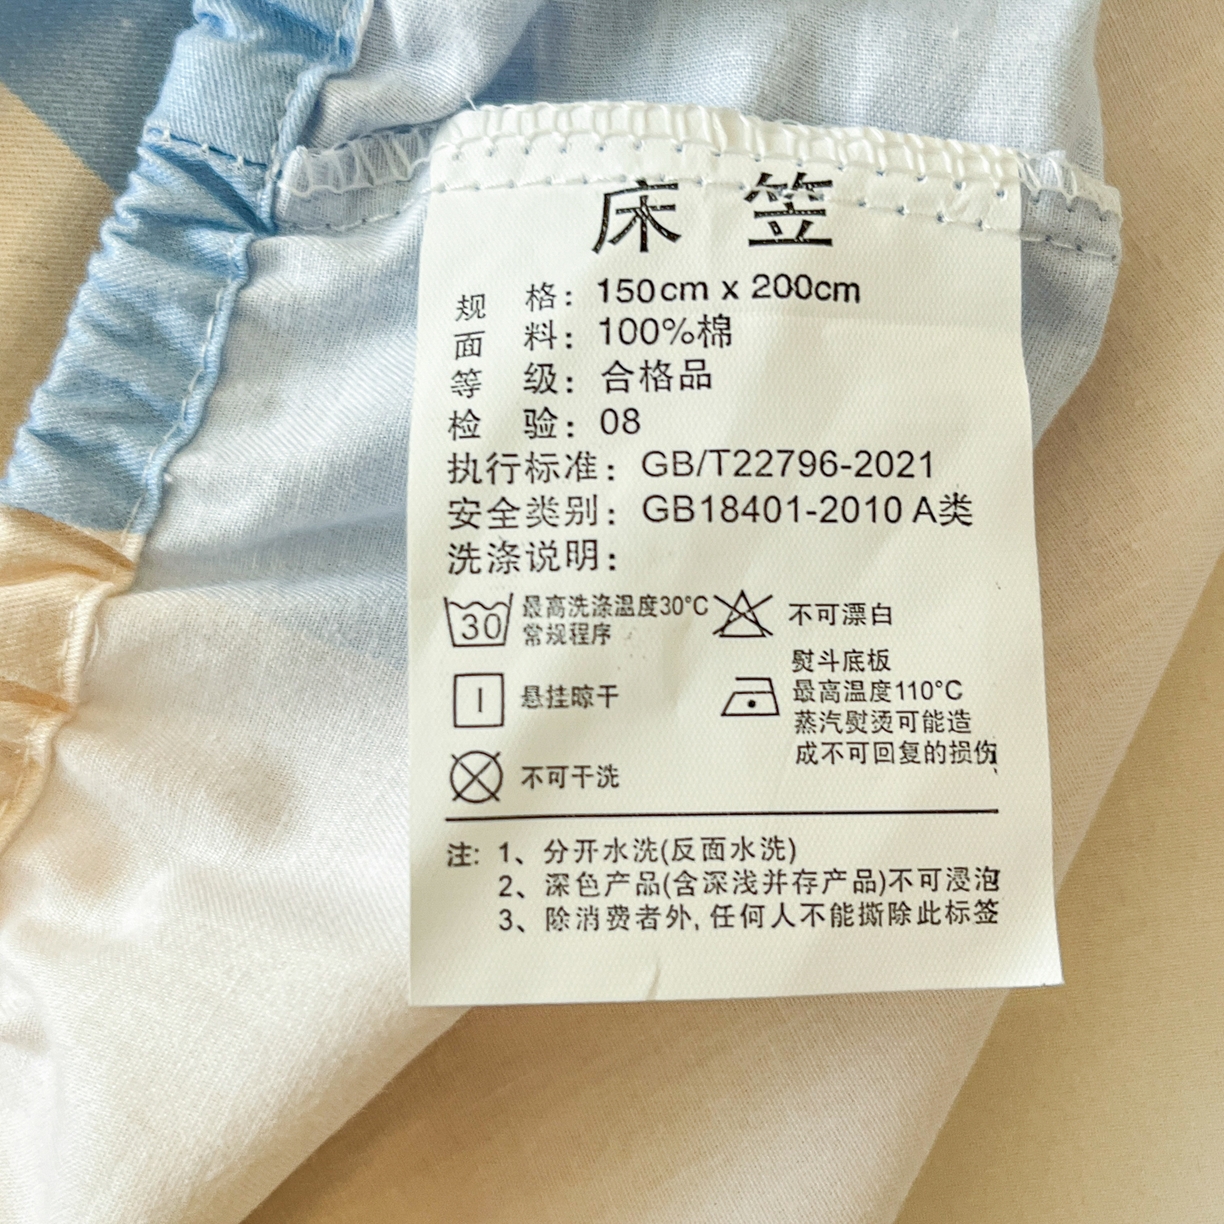 床 笠
规 格：150cm x 200cm
面 料：100%棉
等 级：合格品
检 验：08
执行标准：GB/T22796-2021
安全类别：GB18401-2010 A类
洗涤说明：
30 最高洗涤温度30°C
常规程序
不可漂白
悬挂晾干
熨斗底板
最高温度110°C
蒸汽熨烫可能造
成不可回复的损伤
不可干洗
注：1、分开水洗(反面水洗)
2、深色产品(含深浅并存产品)不可浸泡
3、除消费者外，任何人不能撕除此标签